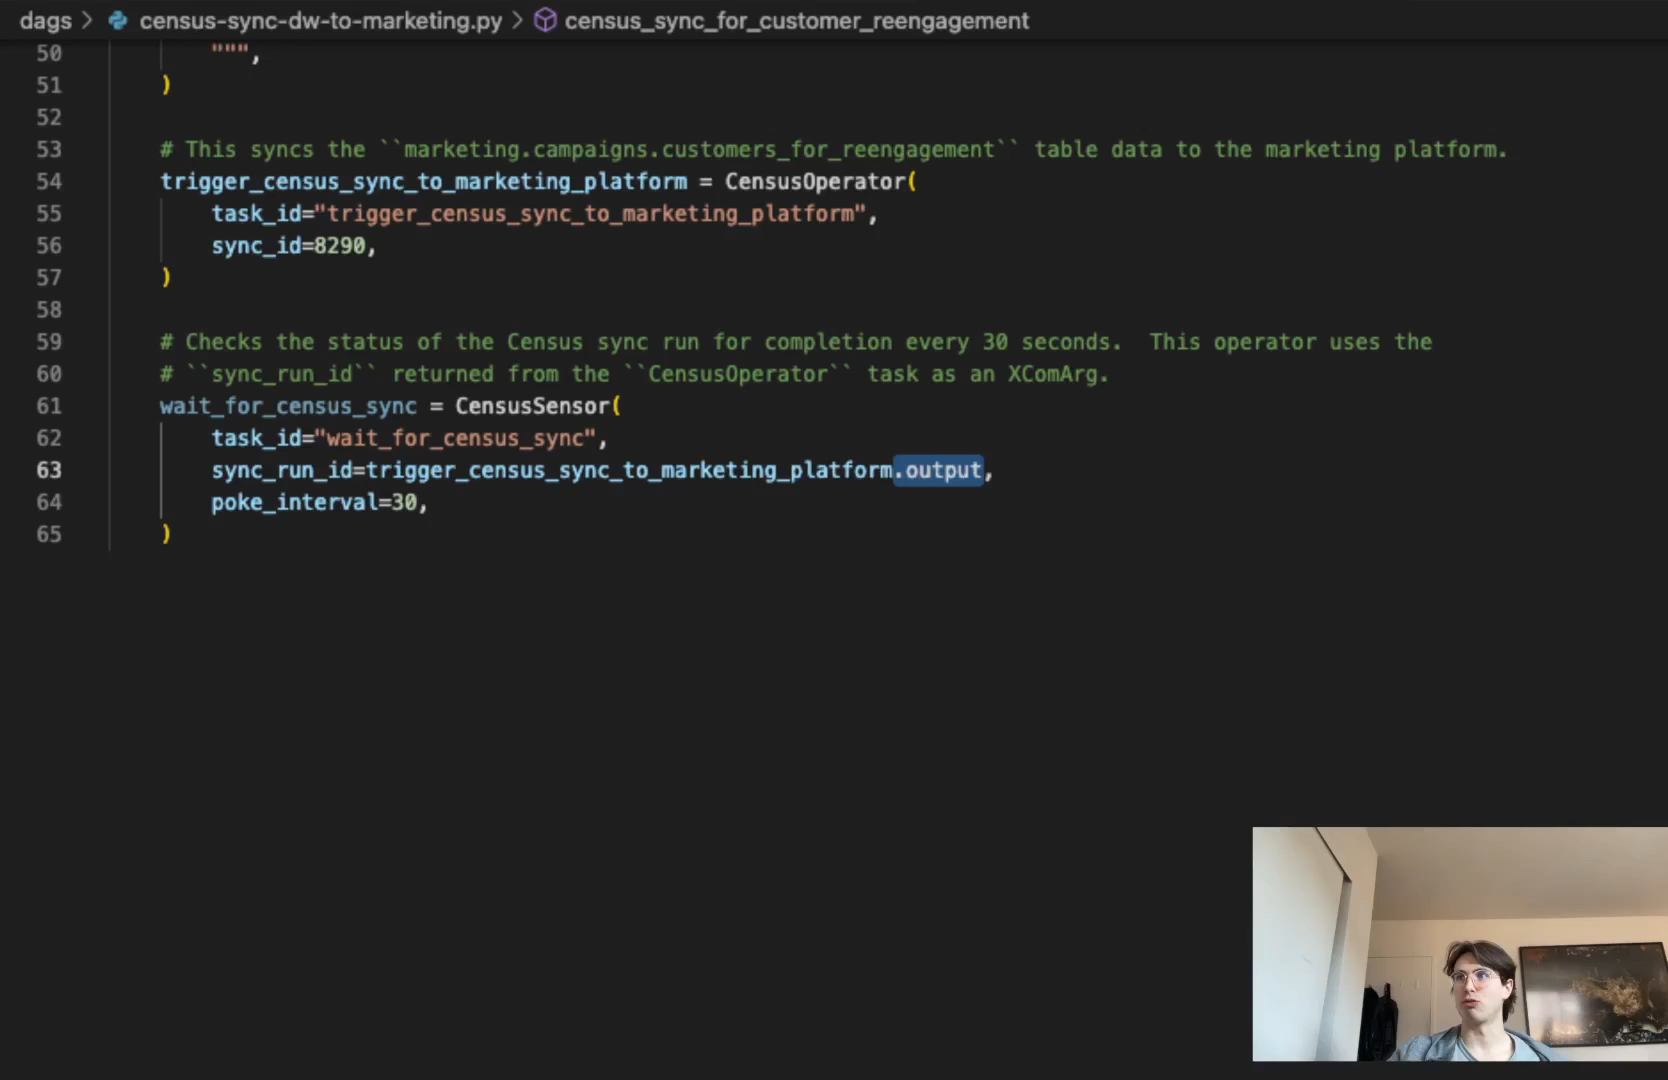 dags > census-sync-dw-to-marketing.py > census_sync_for_customer_reengagement
50 """,
51 )
52
53 # This syncs the ``marketing.campaigns.customers_for_reengagement`` table data to the marketing platform.
54 trigger_census_sync_to_marketing_platform = CensusOperator(
55 task_id="trigger_census_sync_to_marketing_platform",
56 sync_id=8290,
57 )
58
59 # Checks the status of the Census sync run for completion every 30 seconds.  This operator uses the
60 # ``sync_run_id`` returned from the ``CensusOperator`` task as an XComArg.
61 wait_for_census_sync = CensusSensor(
62 task_id="wait_for_census_sync",
63 sync_run_id=trigger_census_sync_to_marketing_platform.output,
64 poke_interval=30,
65 )